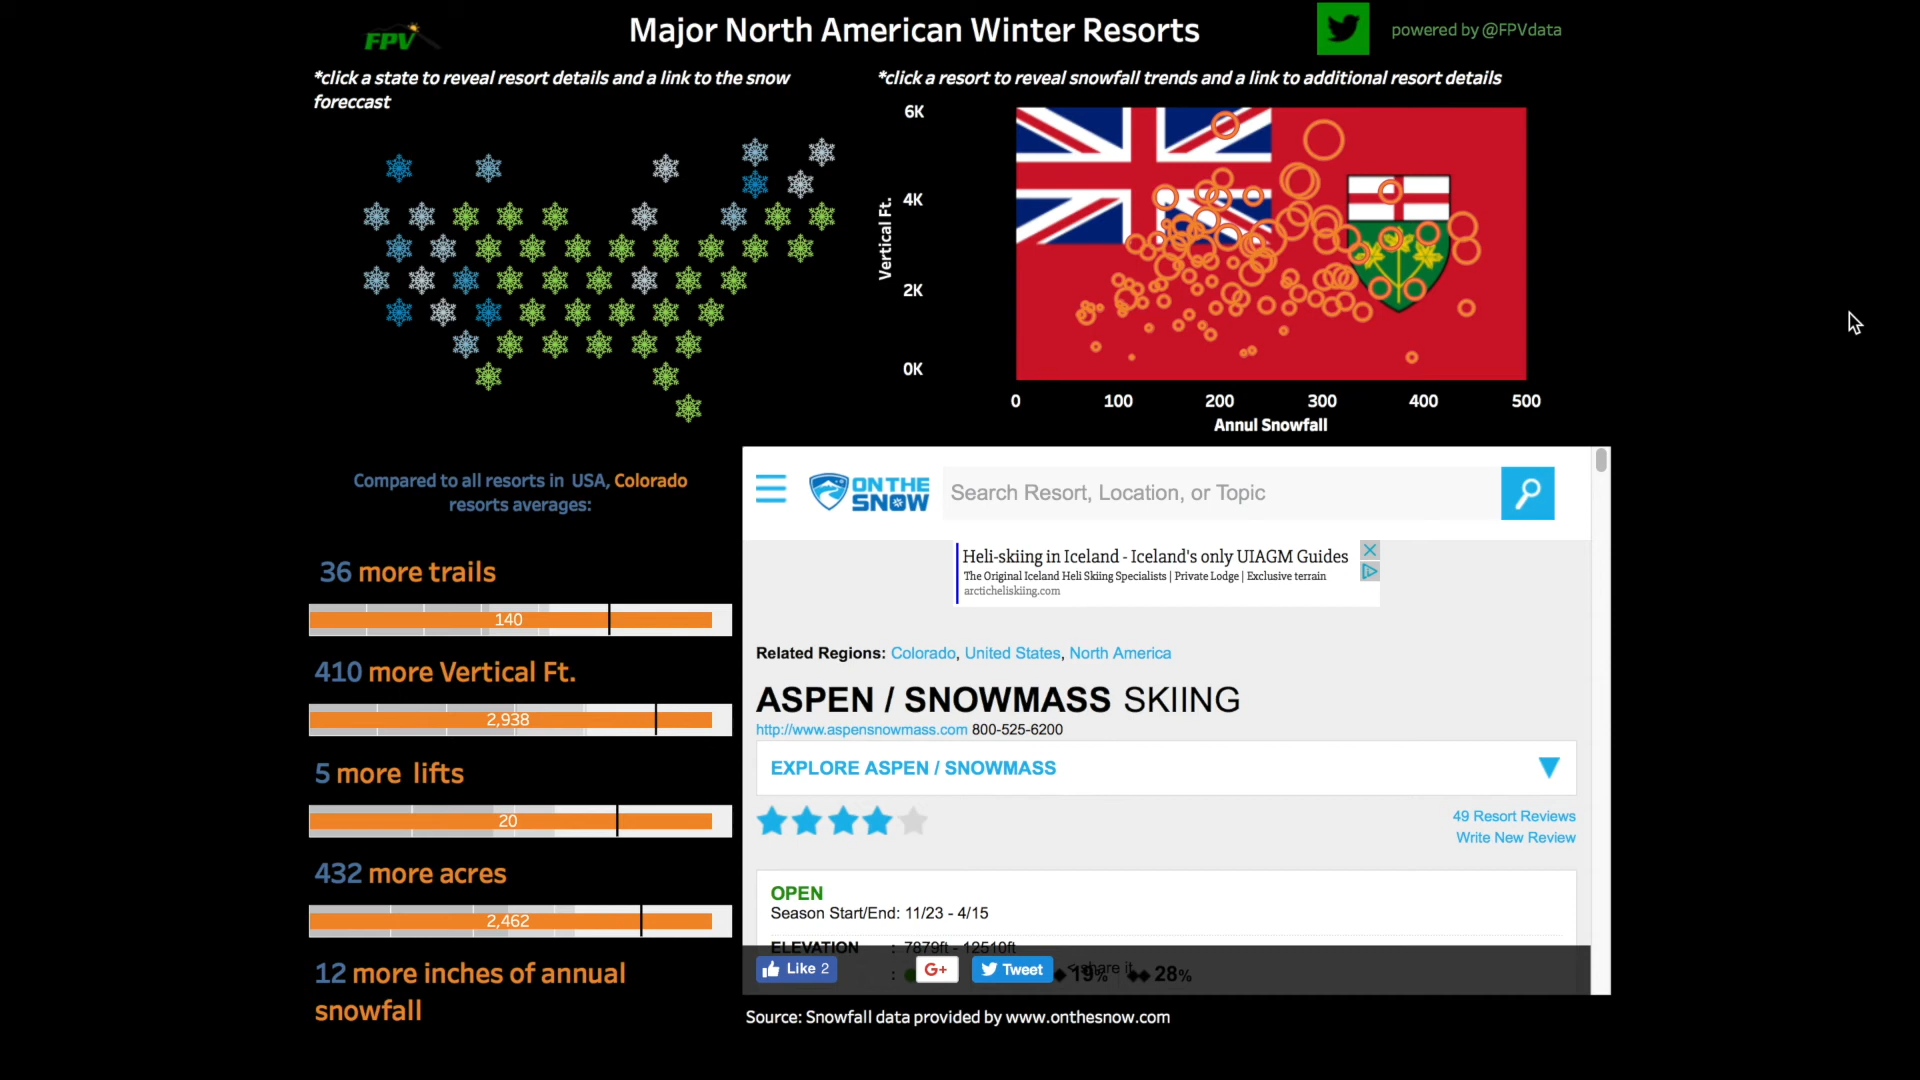 FPV
Major North American Winter Resorts
powered by @FPVdata
*click a state to reveal resort details and a link to the snow
foreccast
*click a resort to reveal snowfall trends and a link to additional resort details
6K
4K
2K
0K
Vertical Ft.
0 100 200 300 400 500
Annul Snowfall
Compared to all resorts in USA, Colorado
resorts averages:
36 more trails
140
410 more Vertical Ft.
2,938
5 more lifts
20
432 more acres
2,462
12 more inches of annual
snowfall
ON THE
SNOW
Search Resort, Location, or Topic
Heli-skiing in Iceland - Iceland's only UIAGM Guides
The Original Iceland Heli Skiing Specialists | Private Lodge | Exclusive terrain
arcticheliskiing.com
Related Regions: Colorado, United States, North America
ASPEN / SNOWMASS SKIING
http://www.aspensnowmass.com 800-525-6200
EXPLORE ASPEN / SNOWMASS
49 Resort Reviews
Write New Review
OPEN
Season Start/End: 11/23 - 4/15
ELEVATION : 7879ft - 12510ft
Like 2 : G+ Tweet < share it 19% 28%
Source: Snowfall data provided by www.onthesnow.com